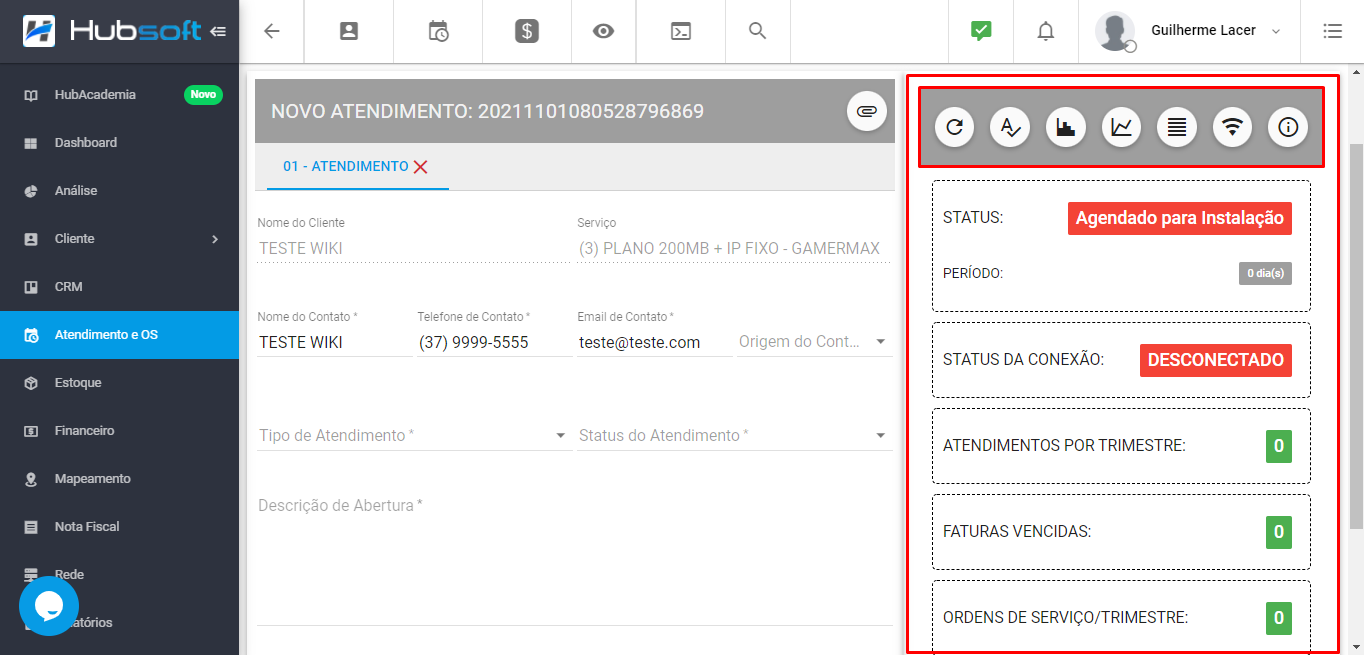 Hubsoft
Guilherme Lacer
HubAcademia
Novo
Dashboard
Análise
Cliente
CRM
Atendimento e OS
Estoque
Financeiro
Mapeamento
Nota Fiscal
Rede
atórios
NOVO ATENDIMENTO: 20211101080528796869
01 - ATENDIMENTO
Nome do Cliente
TESTE WIKI
Serviço
(3) PLANO 200MB + IP FIXO - GAMERMAX
Nome do Contato *
TESTE WIKI
Telefone de Contato *
(37) 9999-5555
Email de Contato *
teste@teste.com
Origem do Cont...
Tipo de Atendimento *
Status do Atendimento *
Descrição de Abertura *
STATUS:
Agendado para Instalação
PERÍODO:
0 dia(s)
STATUS DA CONEXÃO:
DESCONECTADO
ATENDIMENTOS POR TRIMESTRE:
0
FATURAS VENCIDAS:
0
ORDENS DE SERVIÇO/TRIMESTRE:
0